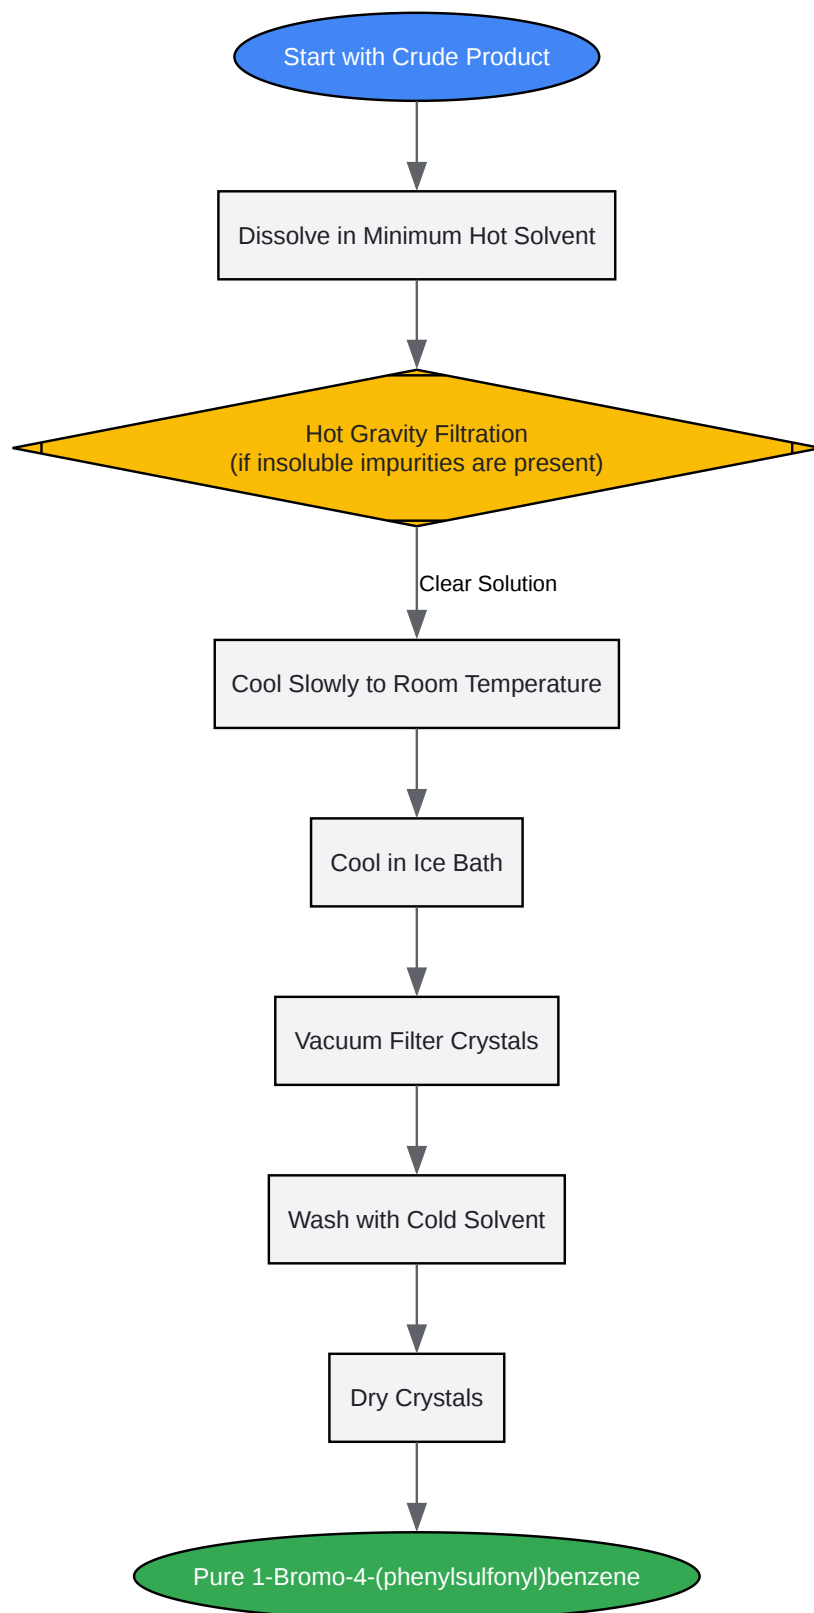 Start with Crude Product
Dissolve in Minimum Hot Solvent
Hot Gravity Filtration
(if insoluble impurities are present)
Clear Solution
Cool Slowly to Room Temperature
Cool in Ice Bath
Vacuum Filter Crystals
Wash with Cold Solvent
Dry Crystals
Pure 1-Bromo-4-(phenylsulfonyl)benzene